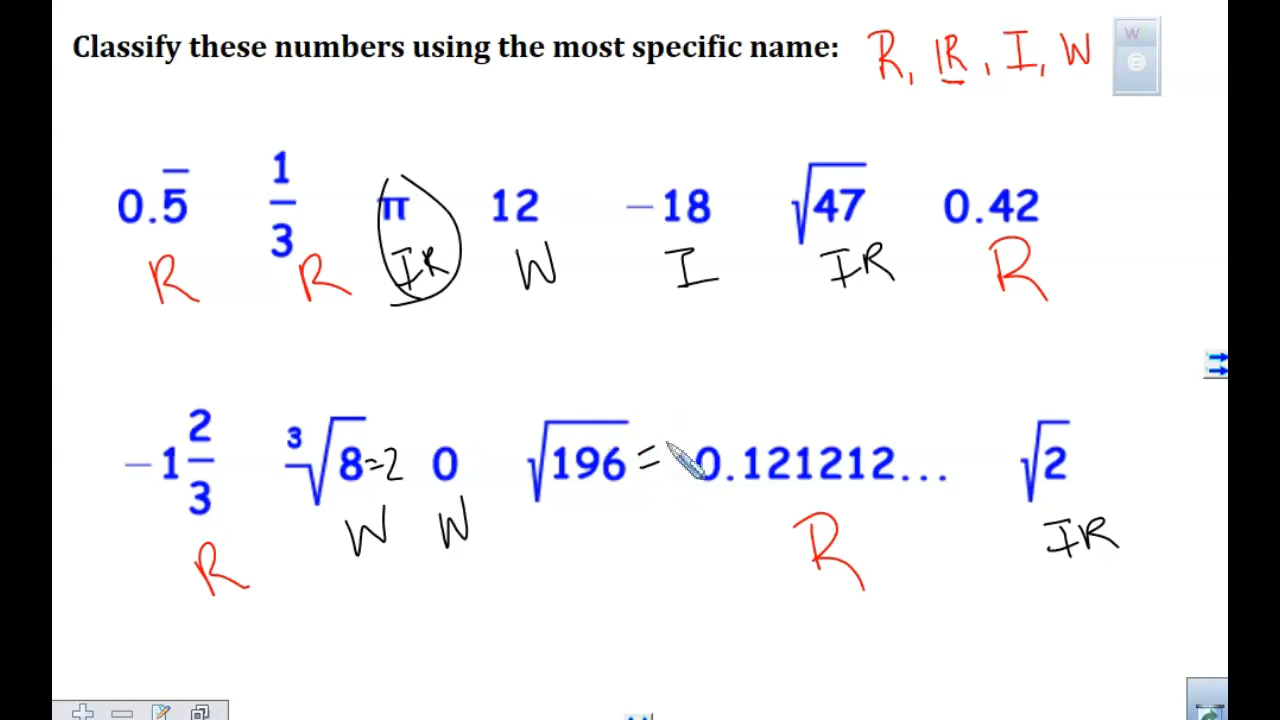 Classify these numbers using the most specific name: R, IR, I, W
W
0.5̅ 1/3 π 12 -18 √47 0.42
R R IR W I IR R
-1 2/3 ³√8 =2 0 √196 = 0.121212... √2
R W W R IR